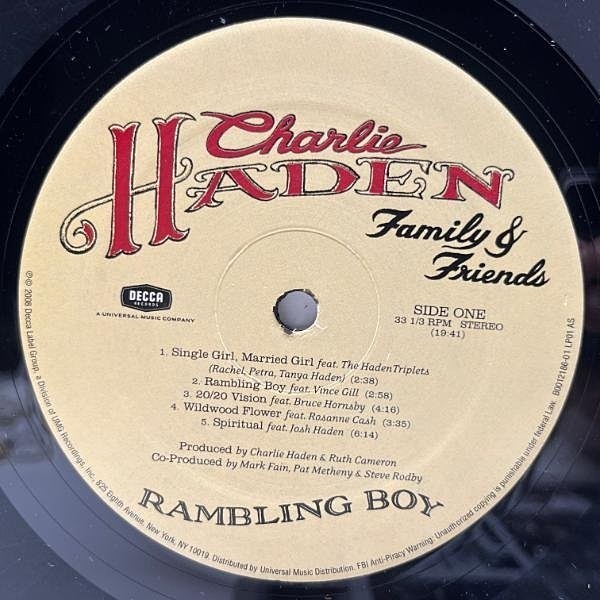 Charlie
HADEN
Family &
Friends
DECCA
RECORDS
A UNIVERSAL MUSIC COMPANY
SIDE ONE
33 1/3 RPM STEREO
(19:41)
1. Single Girl, Married Girl feat. The Haden Triplets
(Rachel, Petra, Tanya Haden) (2:38)
2. Rambling Boy feat. Vince Gill (2:58)
3. 20/20 Vision feat. Bruce Hornsby (4:16)
4. Wildwood Flower feat. Rosanne Cash (3:35)
5. Spiritual feat. Josh Haden (6:14)
Produced by Charlie Haden & Ruth Cameron
Co-Produced by Mark Fain, Pat Metheny & Steve Rodby
RAMBLING BOY
℗ © 2008 Decca Label Group, a Division of UMG Recordings, Inc., 825 Eighth Avenue, New York, NY 10019. Distributed by Universal Music Distribution. FBI Anti-Piracy Warning: Unauthorized copying is punishable under federal law. B0012186-01 LP01 AS